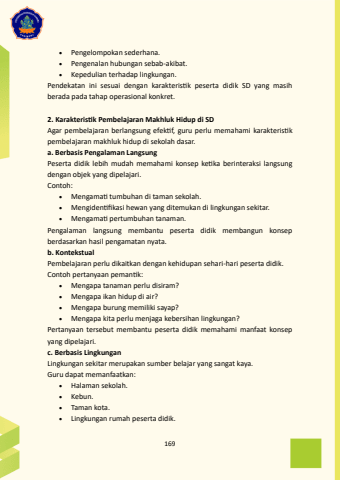 • Pengelompokan sederhana.
• Pengenalan hubungan sebab-akibat.
• Kepedulian terhadap lingkungan.
Pendekatan ini sesuai dengan karakteristik peserta didik SD yang masih
berada pada tahap operasional konkret.
2. Karakteristik Pembelajaran Makhluk Hidup di SD
Agar pembelajaran berlangsung efektif, guru perlu memahami karakteristik
pembelajaran makhluk hidup di sekolah dasar.
a. Berbasis Pengalaman Langsung
Peserta didik lebih mudah memahami konsep ketika berinteraksi langsung
dengan objek yang dipelajari.
Contoh:
• Mengamati tumbuhan di taman sekolah.
• Mengidentifikasi hewan yang ditemukan di lingkungan sekitar.
• Mengamati pertumbuhan tanaman.
Pengalaman langsung membantu peserta didik membangun konsep
berdasarkan hasil pengamatan nyata.
b. Kontekstual
Pembelajaran perlu dikaitkan dengan kehidupan sehari-hari peserta didik.
Contoh pertanyaan pemantik:
• Mengapa tanaman perlu disiram?
• Mengapa ikan hidup di air?
• Mengapa burung memiliki sayap?
• Mengapa kita perlu menjaga kebersihan lingkungan?
Pertanyaan tersebut membantu peserta didik memahami manfaat konsep
yang dipelajari.
c. Berbasis Lingkungan
Lingkungan sekitar merupakan sumber belajar yang sangat kaya.
Guru dapat memanfaatkan:
• Halaman sekolah.
• Kebun.
• Taman kota.
• Lingkungan rumah peserta didik.
169